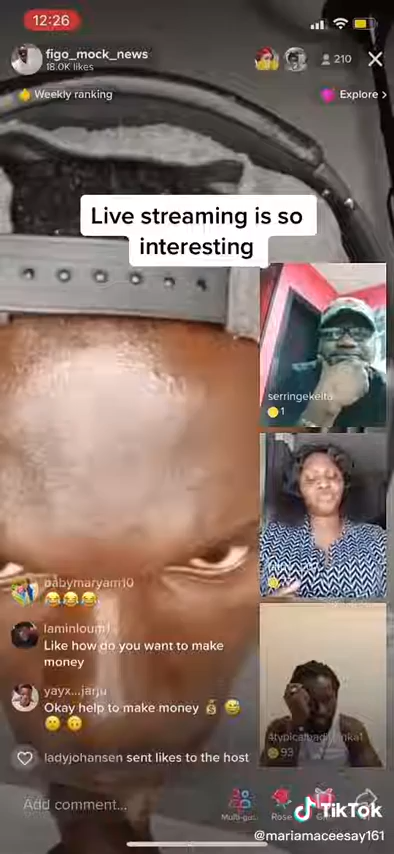 12:26
figo_mock_news
18.0K likes
210
Weekly ranking
Explore >
Live streaming is so
interesting
serringekeita
1
babymaryam10
😂😂😂
laminloum1
Like how do you want to make
money
yayx...jarju
Okay help to make money 💰 😅
ladyjohansen sent likes to the host
93
Add comment...
Rose
TikTok
@mariamaceesay161